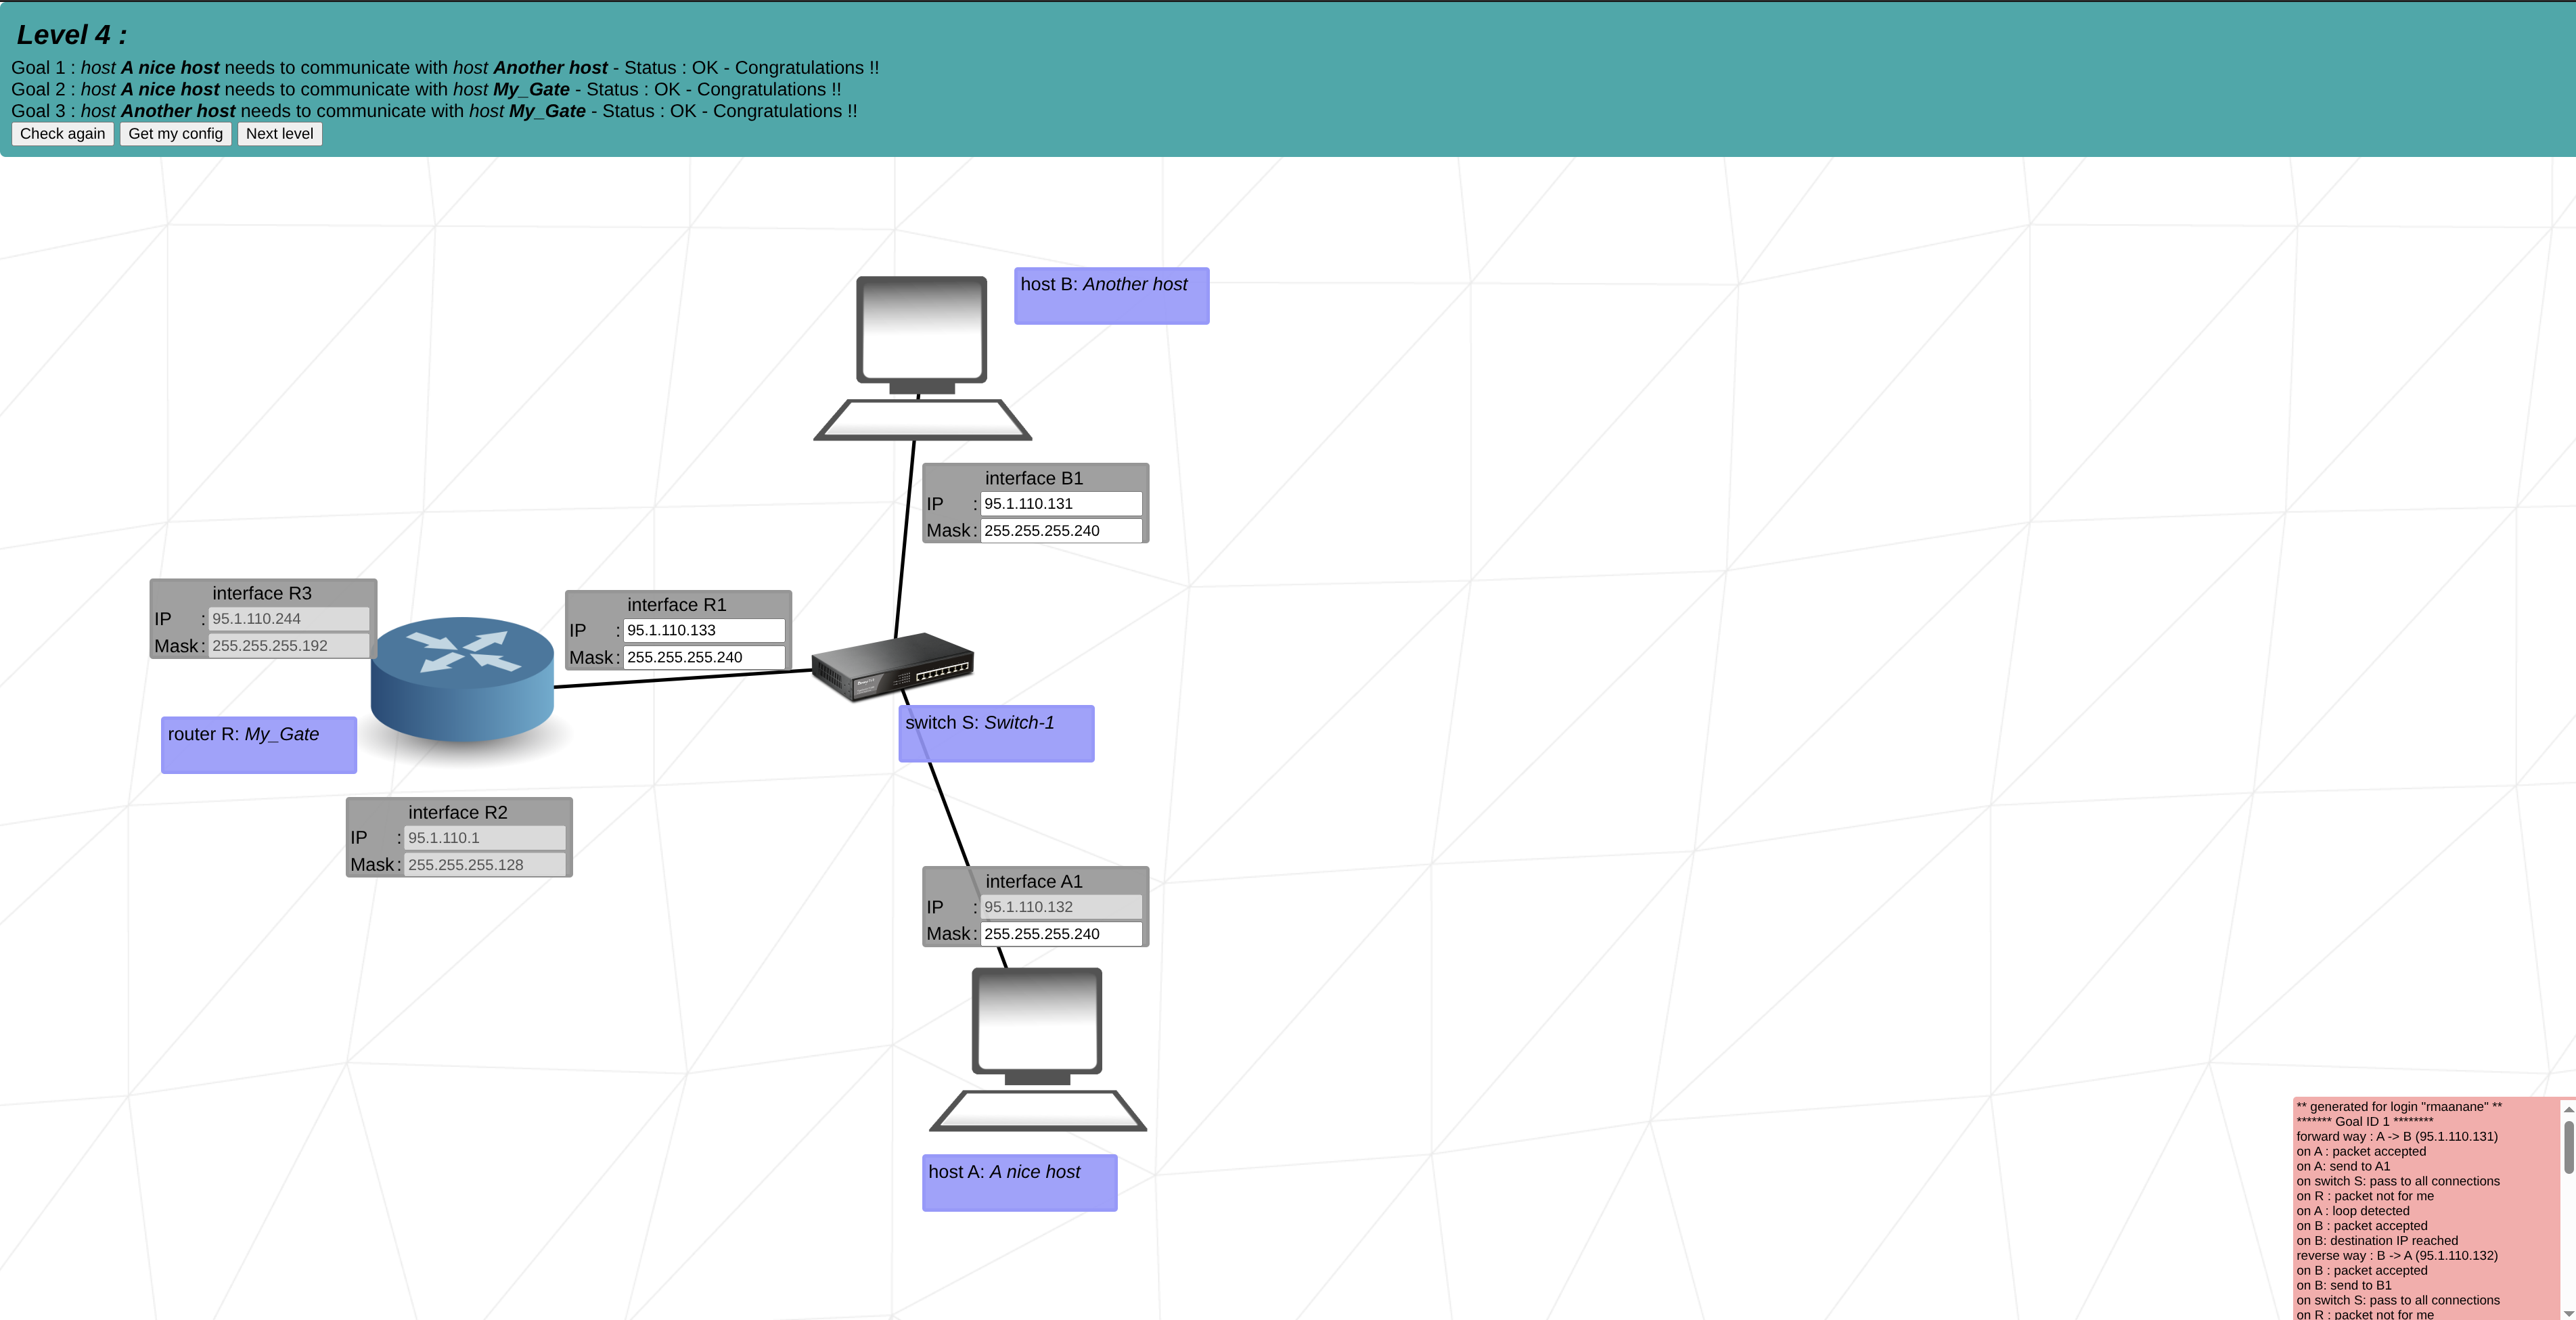 Level 4 :
Goal 1 : host A nice host needs to communicate with host Another host - Status : OK - Congratulations !!
Goal 2 : host A nice host needs to communicate with host My_Gate - Status : OK - Congratulations !!
Goal 3 : host Another host needs to communicate with host My_Gate - Status : OK - Congratulations !!
Check again Get my config Next level
host B: Another host
interface B1
IP : 95.1.110.131
Mask : 255.255.255.240
interface R3
IP : 95.1.110.244
Mask : 255.255.255.192
interface R1
IP : 95.1.110.133
Mask : 255.255.255.240
router R: My_Gate
switch S: Switch-1
interface R2
IP : 95.1.110.1
Mask : 255.255.255.128
interface A1
IP : 95.1.110.132
Mask : 255.255.255.240
host A: A nice host
** generated for login "rmaanane" **
******* Goal ID 1 ********
forward way : A -> B (95.1.110.131)
on A : packet accepted
on A: send to A1
on switch S: pass to all connections
on R : packet not for me
on A : loop detected
on B : packet accepted
on B: destination IP reached
reverse way : B -> A (95.1.110.132)
on B : packet accepted
on B: send to B1
on switch S: pass to all connections
on R : packet not for me